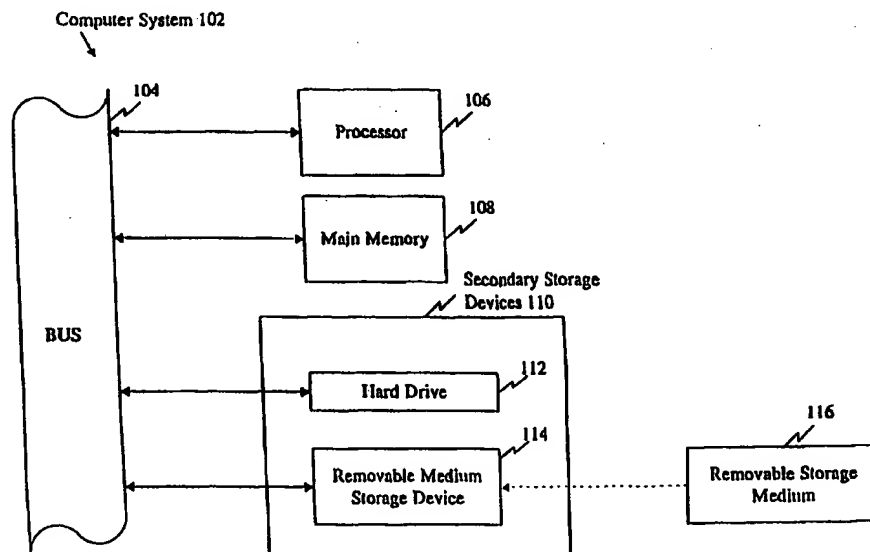 Computer System 102
104
106
Processor
108
Main Memory
Secondary Storage
Devices 110
BUS
112
Hard Drive
114
116
Removable Medium
Storage Device
Removable Storage
Medium